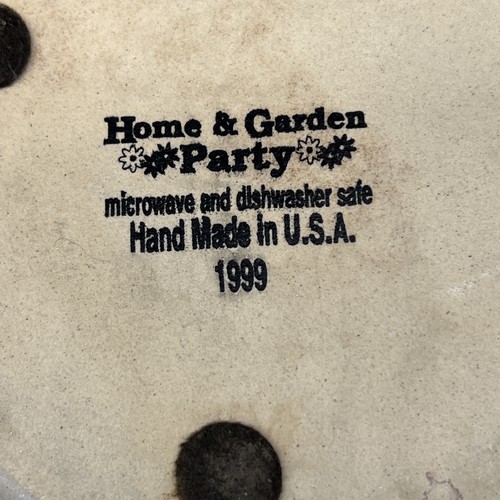 Home & Garden
Party
microwave and dishwasher safe
Hand Made in U.S.A.
1999